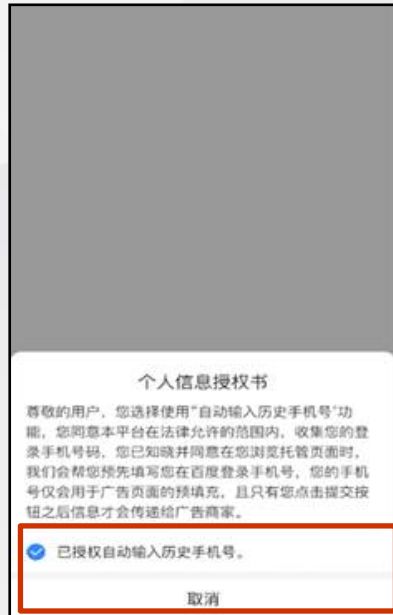 个人信息授权书
尊敬的用户，您选择使用“自动输入历史手机号”功
能，您同意本平台在法律允许的范围内，收集您的登
录手机号码，您已知晓并同意在您浏览托管页面时，
我们会帮您预先填写您在百度登录手机号，您的手机
号仅会用于广告页面的预填充，且只有您点击提交按
钮之后信息才会传递给广告商家。
已授权自动输入历史手机号。
取消